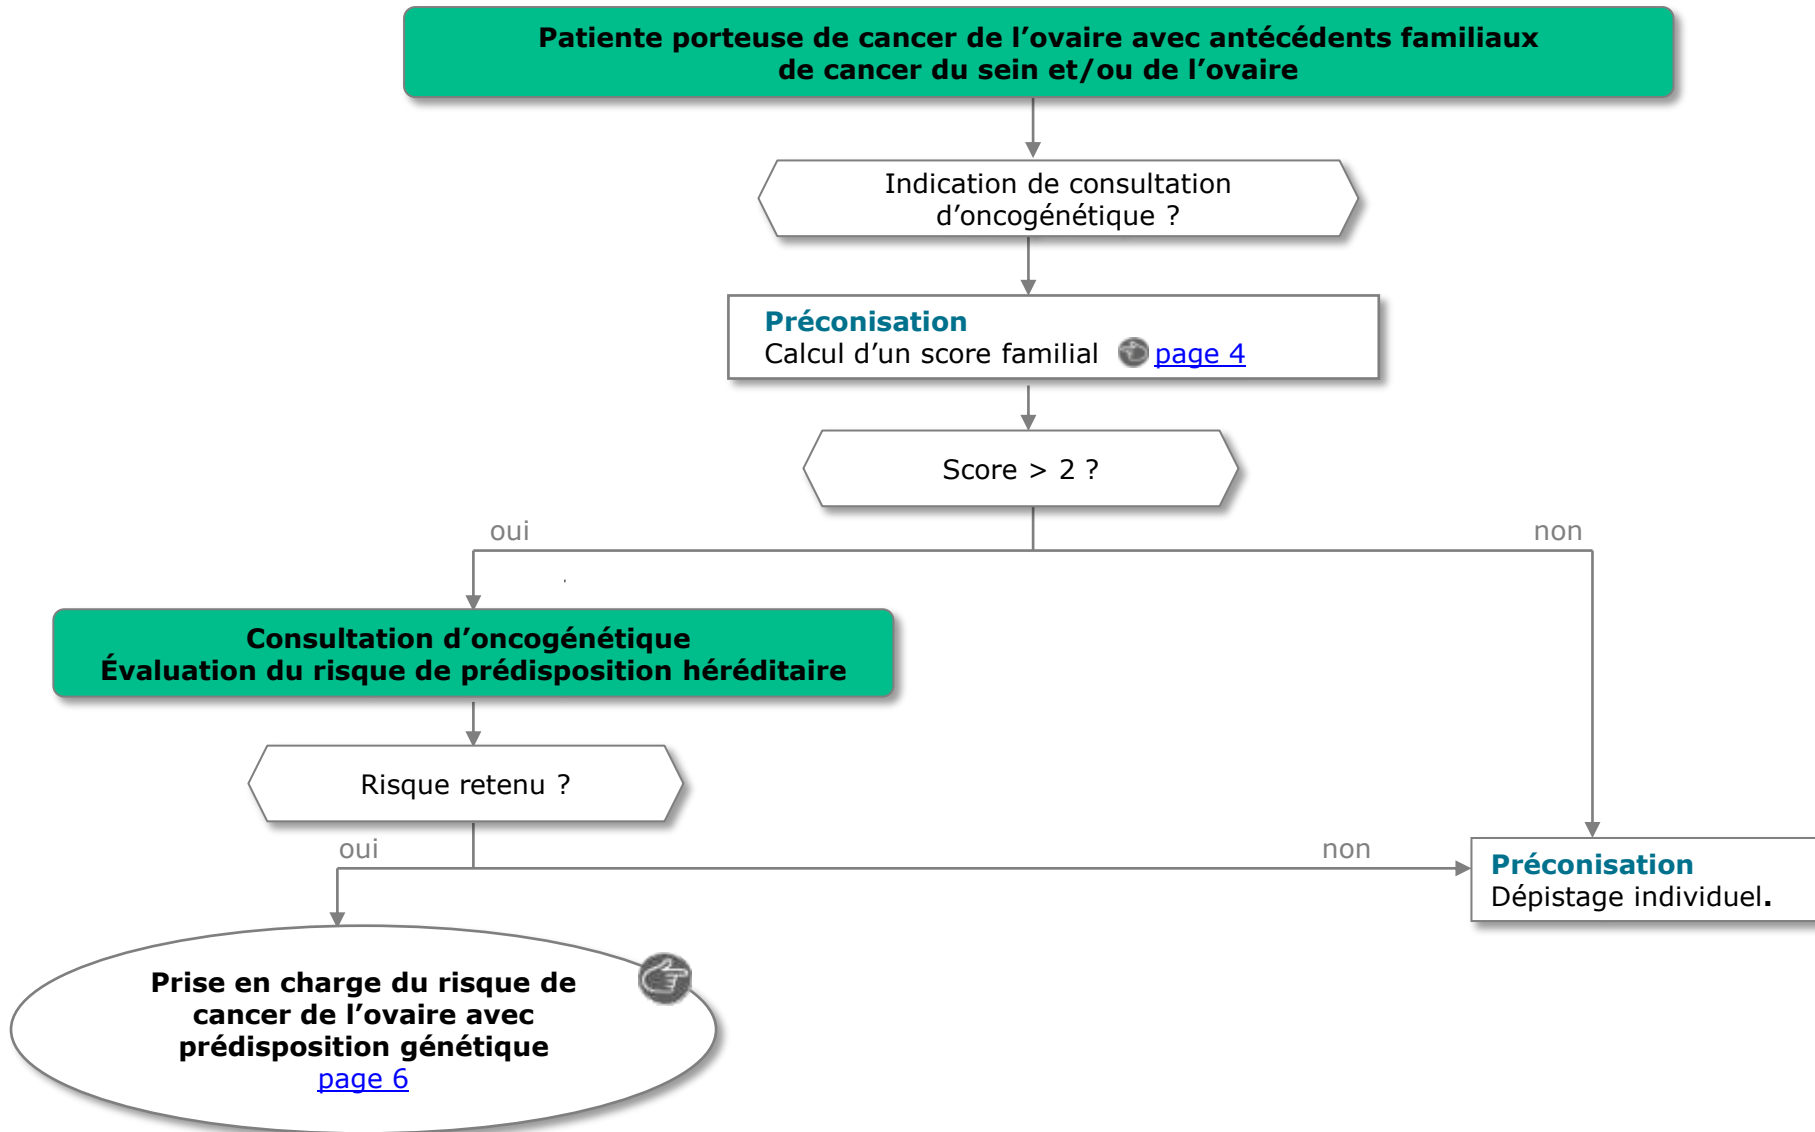 Patiente porteuse de cancer de l’ovaire avec antécédents familiaux
de cancer du sein et/ou de l’ovaire
Indication de consultation
d’oncogénétique ?
Préconisation
Calcul d’un score familial page 4
Score > 2 ?
oui
non
Consultation d’oncogénétique
Évaluation du risque de prédisposition héréditaire
Risque retenu ?
oui
non
Préconisation
Dépistage individuel.
Prise en charge du risque de
cancer de l’ovaire avec
prédisposition génétique
page 6